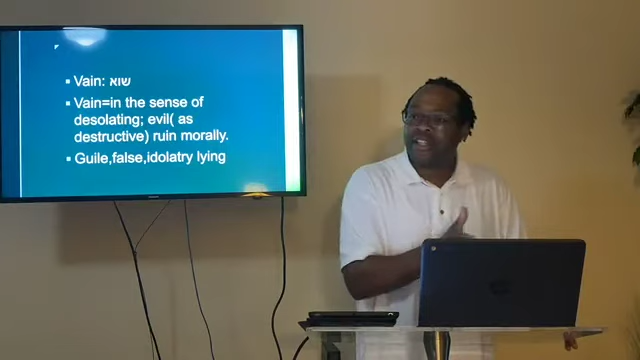 Vain: שוא
Vain=in the sense of
desolating; evil( as
destructive) ruin morally.
Guile,false,idolatry lying